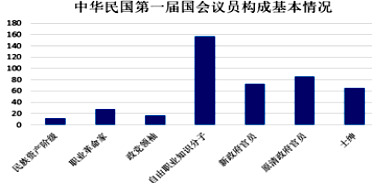 中华民国第一届国会议员构成基本情况
180
160
140
120
100
80
60
40
20
0
民族资产阶级
职业革命家
政党领袖
自由职业知识分子
新政府官员
原清政府官员
士绅